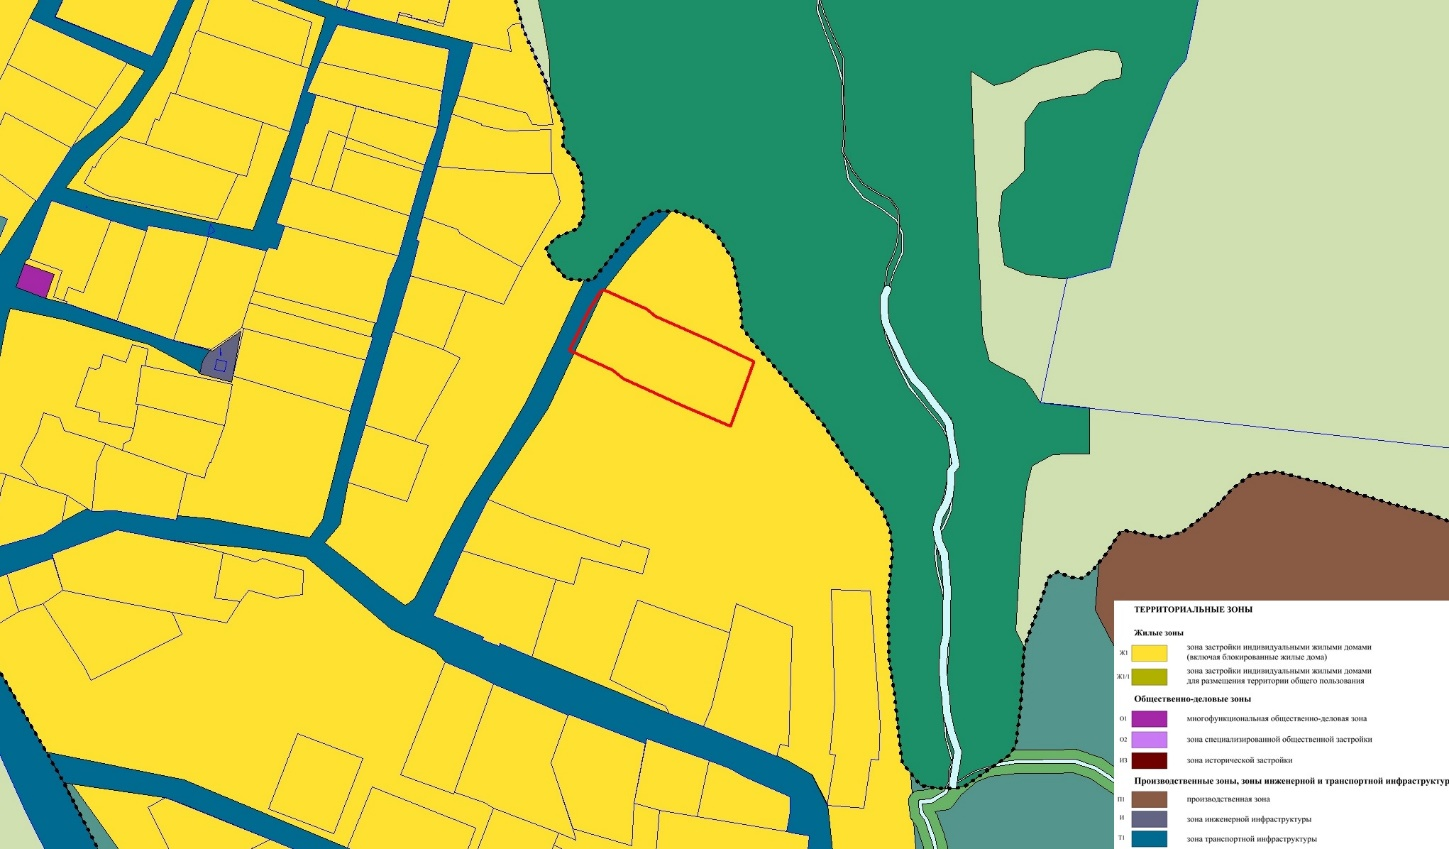 ТЕРРИТОРИАЛЬНЫЕ ЗОНЫ
Жилые зоны
Ж1
зона застройки индивидуальными жилыми домами
(включая блокированные жилые дома)
Ж1/1
зона застройки индивидуальными жилыми домами
для размещения территории общего пользования
Общественно-деловые зоны
О1
многофункциональная общественно-деловая зона
О2
зона специализированной общественной застройки
зона исторической застройки
Производственные зоны, зоны инженерной и транспортной инфраструктур
П1
производственная зона
И
зона инженерной инфраструктуры
Т1
зона транспортной инфраструктуры